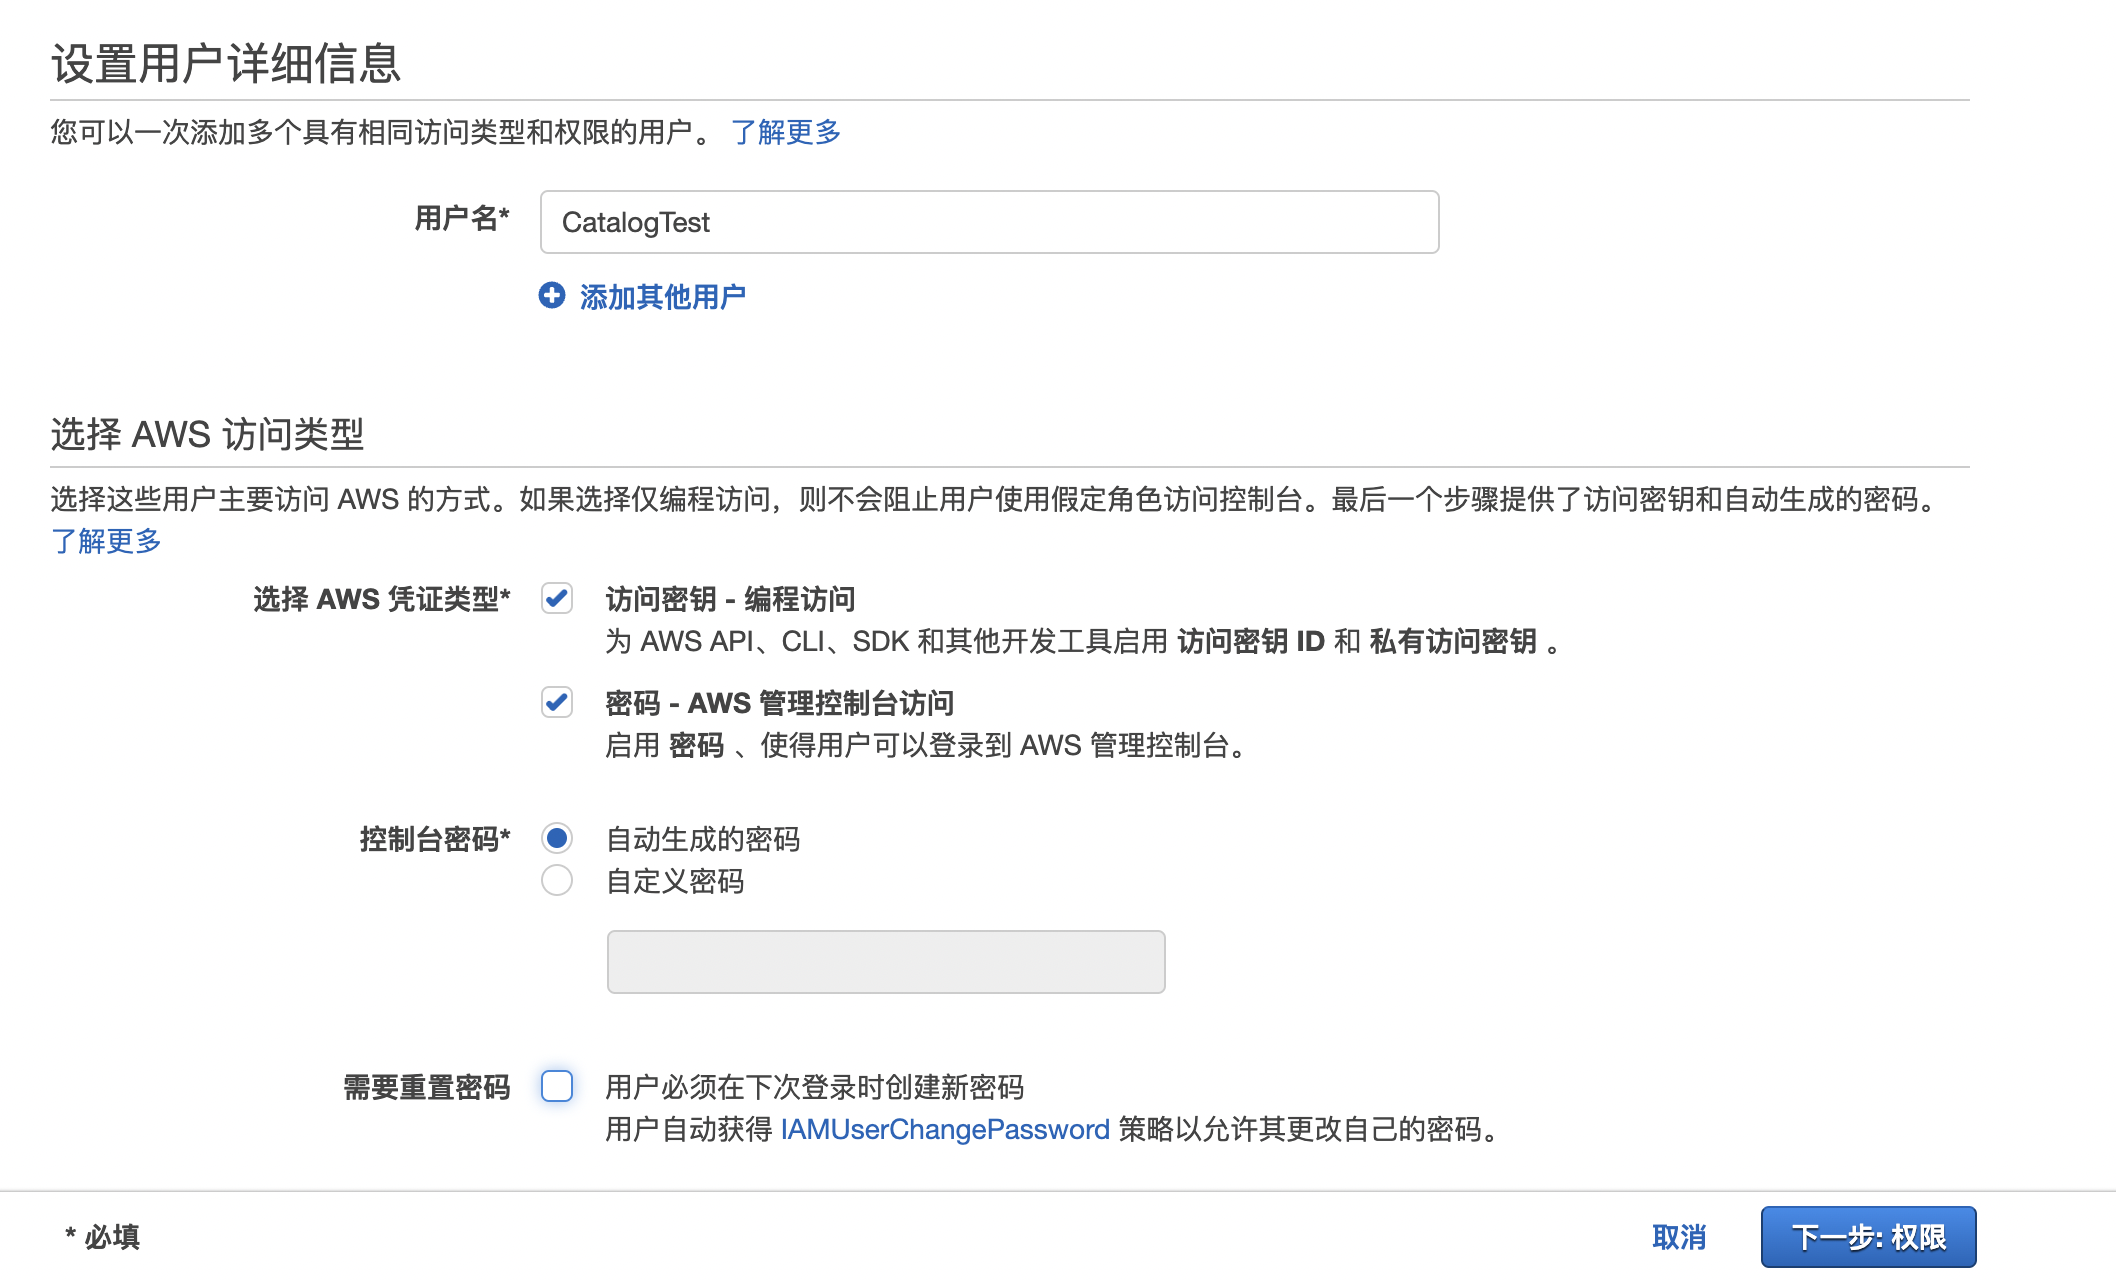 设置用户详细信息
您可以一次添加多个具有相同访问类型和权限的用户。 了解更多
用户名*
CatalogTest
添加其他用户
选择 AWS 访问类型
选择这些用户主要访问 AWS 的方式。如果选择仅编程访问，则不会阻止用户使用假定角色访问控制台。最后一个步骤提供了访问密钥和自动生成的密码。
了解更多
选择 AWS 凭证类型*
访问密钥 - 编程访问
为 AWS API、CLI、SDK 和其他开发工具启用 访问密钥 ID 和 私有访问密钥 。
密码 - AWS 管理控制台访问
启用 密码 、使得用户可以登录到 AWS 管理控制台。
控制台密码*
自动生成的密码
自定义密码
需要重置密码
用户必须在下次登录时创建新密码
用户自动获得 IAMUserChangePassword 策略以允许其更改自己的密码。
* 必填
取消
下一步: 权限